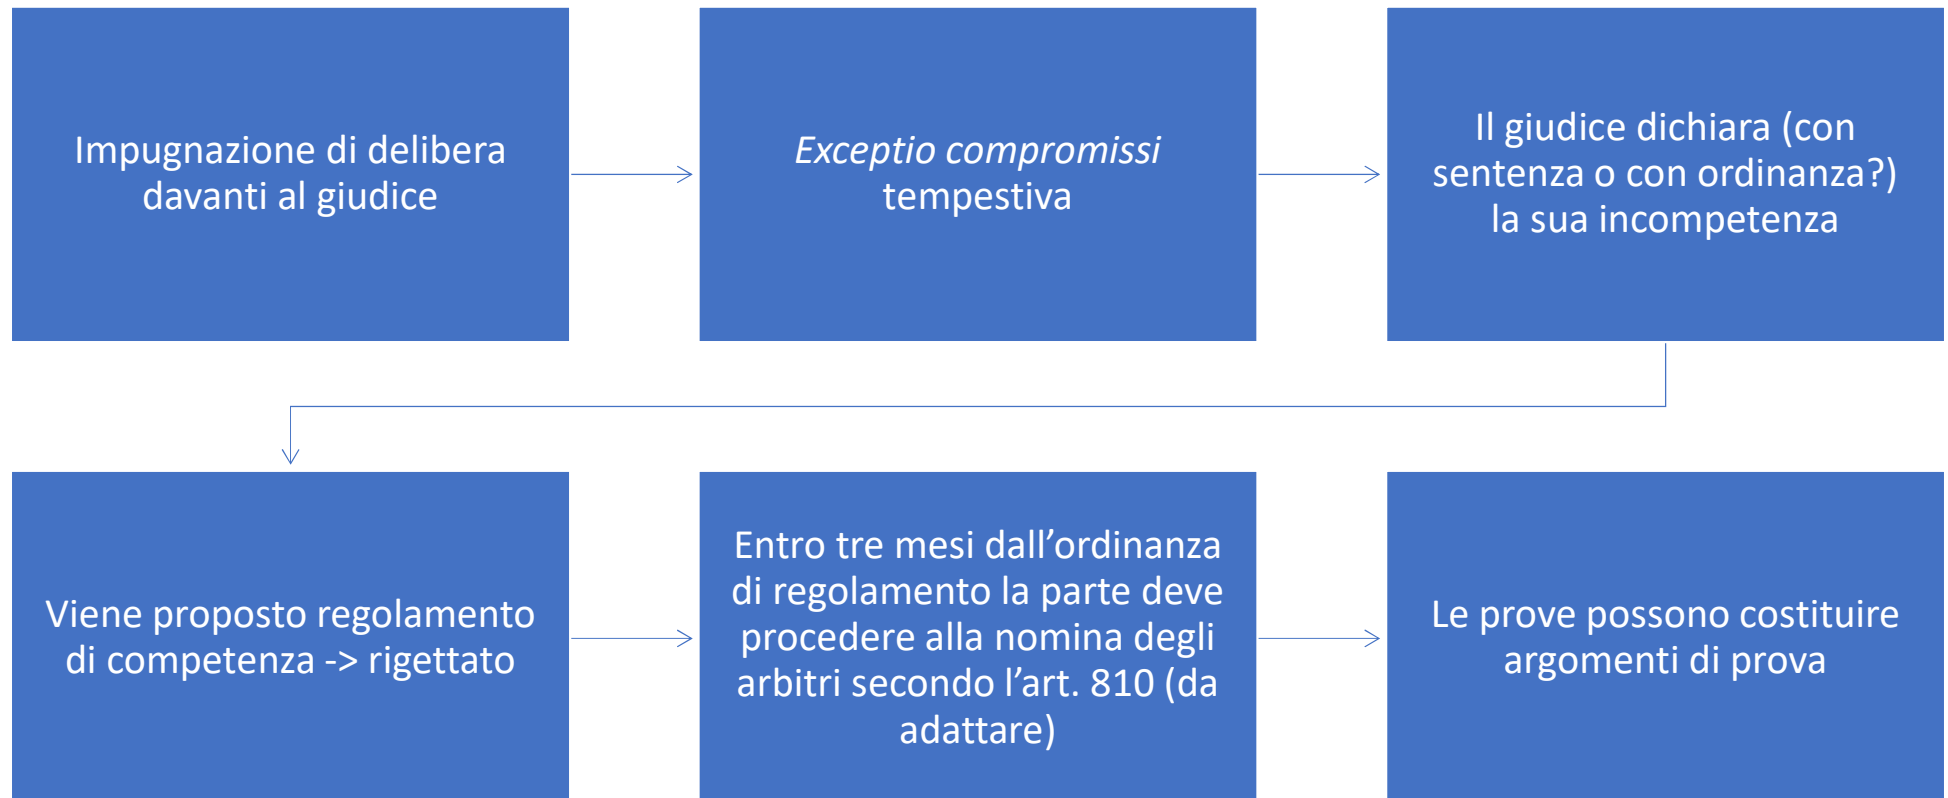 Impugnazione di delibera
davanti al giudice
Exceptio compromissi
tempestiva
Il giudice dichiara (con
sentenza o con ordinanza?)
la sua incompetenza
Viene proposto regolamento
di competenza -> rigettato
Entro tre mesi dall’ordinanza
di regolamento la parte deve
procedere alla nomina degli
arbitri secondo l’art. 810 (da
adattare)
Le prove possono costituire
argomenti di prova